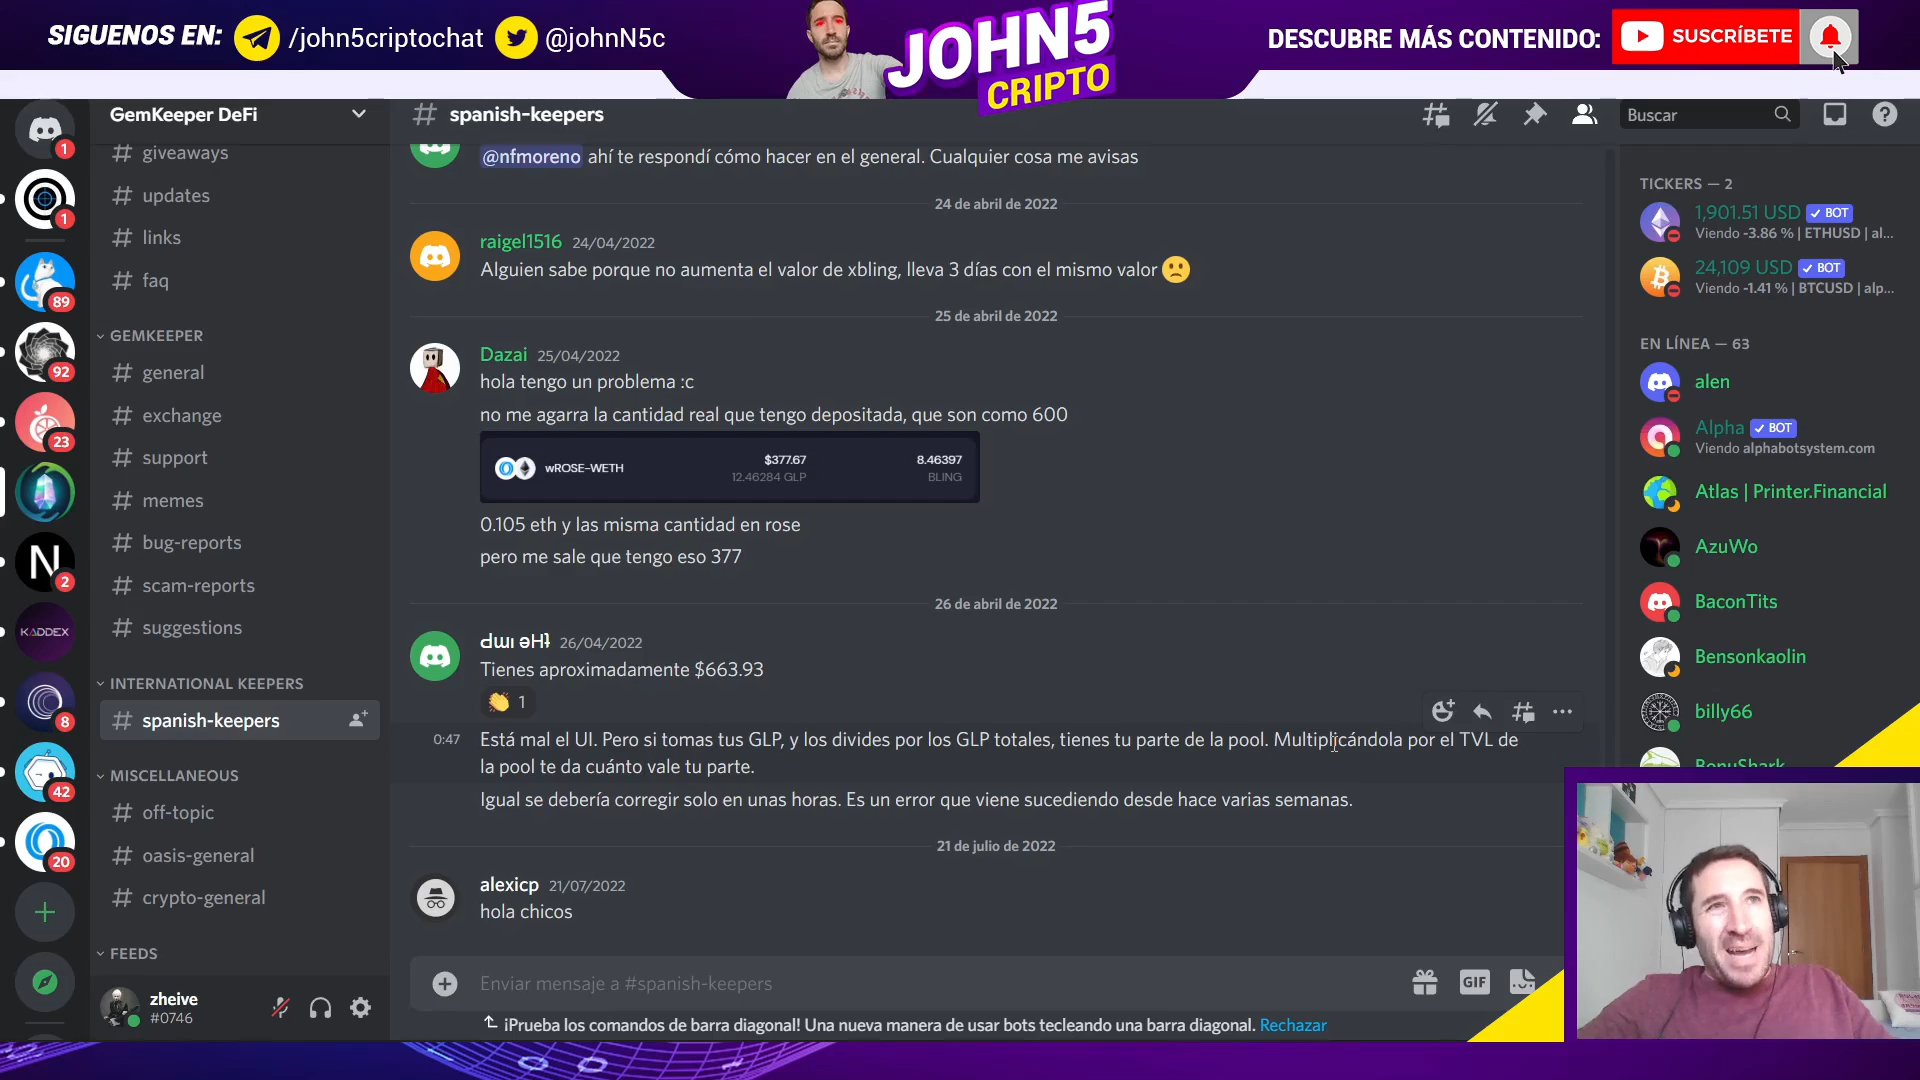 SIGUENOS EN: /john5criptochat @johnN5c
JOHN5
CRIPTO
DESCUBRE MÁS CONTENIDO: SUSCRÍBETE
GemKeeper DeFi
giveaways
updates
links
faq
GEMKEEPER
general
exchange
support
memes
bug-reports
scam-reports
suggestions
INTERNATIONAL KEEPERS
spanish-keepers
MISCELLANEOUS
off-topic
oasis-general
crypto-general
FEEDS
zheive
#0746
1
1
89
92
23
N
2
KADDEX
8
42
20
# spanish-keepers
Buscar
@nfmoreno ahí te respondí cómo hacer en el general. Cualquier cosa me avisas
24 de abril de 2022
raigel1516 24/04/2022
Alguien sabe porque no aumenta el valor de xbling, lleva 3 días con el mismo valor
25 de abril de 2022
Dazai 25/04/2022
hola tengo un problema :c
no me agarra la cantidad real que tengo depositada, que son como 600
wROSE-WETH
$377.67
12.46284 GLP
8.46397
BLING
0.105 eth y las misma cantidad en rose
pero me sale que tengo eso 377
26 de abril de 2022
26/04/2022
Tienes aproximadamente $663.93
1
0:47 Está mal el UI. Pero si tomas tus GLP, y los divides por los GLP totales, tienes tu parte de la pool. Multiplicándola por el TVL de
la pool te da cuánto vale tu parte.
Igual se debería corregir solo en unas horas. Es un error que viene sucediendo desde hace varias semanas.
21 de julio de 2022
alexicp 21/07/2022
hola chicos
Enviar mensaje a #spanish-keepers
GIF
¡Prueba los comandos de barra diagonal! Una nueva manera de usar bots tecleando una barra diagonal. Rechazar
TICKERS — 2
1,901.51 USD BOT
Viendo -3.86 % | ETHUSD | al...
24,109 USD BOT
Viendo -1.41 % | BTCUSD | alp...
EN LÍNEA — 63
alen
Alpha BOT
Viendo alphabotsystem.com
Atlas | Printer.Financial
AzuWo
BaconTits
Bensonkaolin
billy66
BonuShark